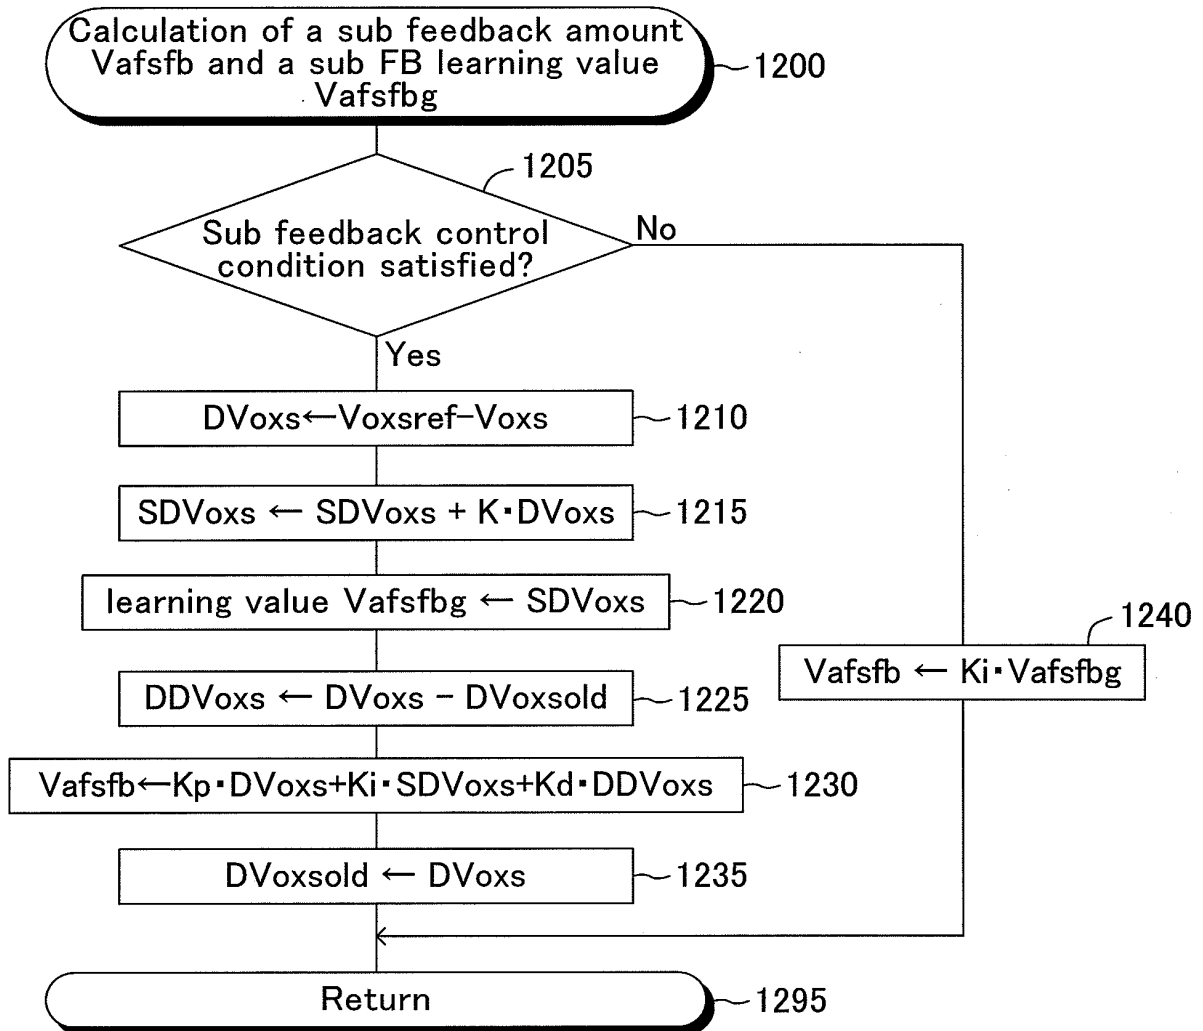 Calculation of a sub feedback amount
Vafsfb and a sub FB learning value
Vafsfbg
1200
1205
Sub feedback control
condition satisfied?
No
Yes
DVoxs←Voxsref−Voxs
1210
SDVoxs ← SDVoxs + K·DVoxs
1215
learning value Vafsfbg ← SDVoxs
1220
DDVoxs ← DVoxs − DVoxsold
1225
1240
Vafsfb ← Ki·Vafsfbg
Vafsfb←Kp·DVoxs+Ki·SDVoxs+Kd·DDVoxs
1230
DVoxsold ← DVoxs
1235
Return
1295